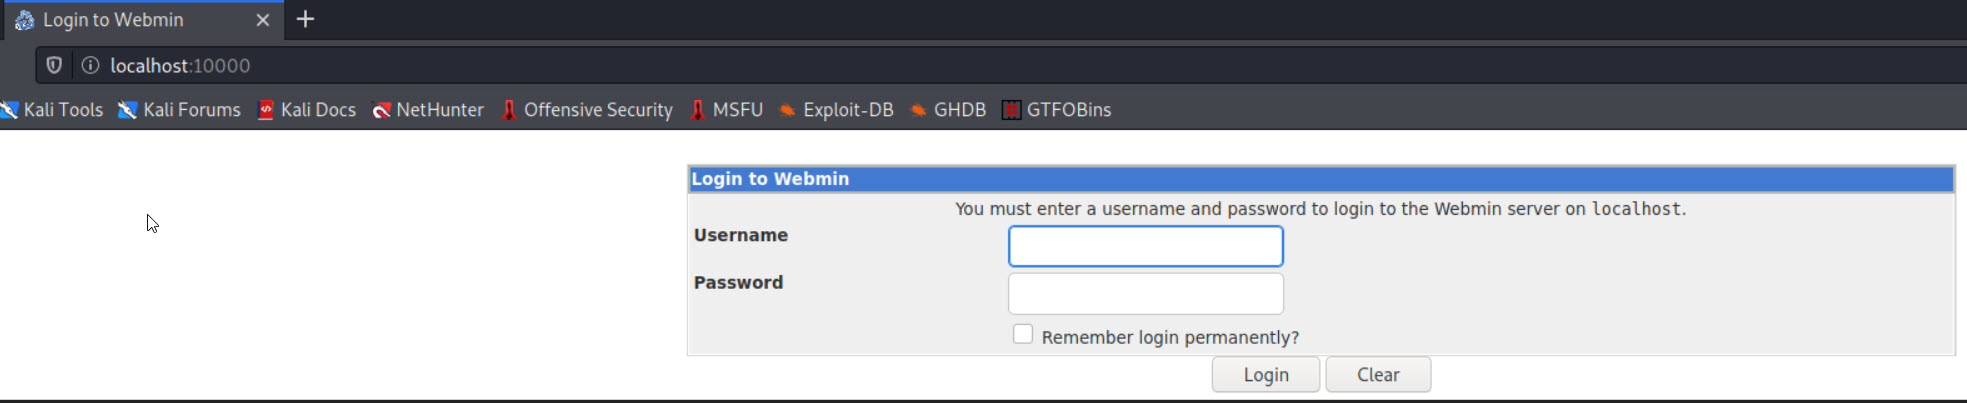 Login to Webmin
localhost:10000
Kali Tools Kali Forums Kali Docs NetHunter Offensive Security MSFU Exploit-DB GHDB GTFOBins
Login to Webmin
You must enter a username and password to login to the Webmin server on localhost.
Username
Password
Remember login permanently?
Login Clear